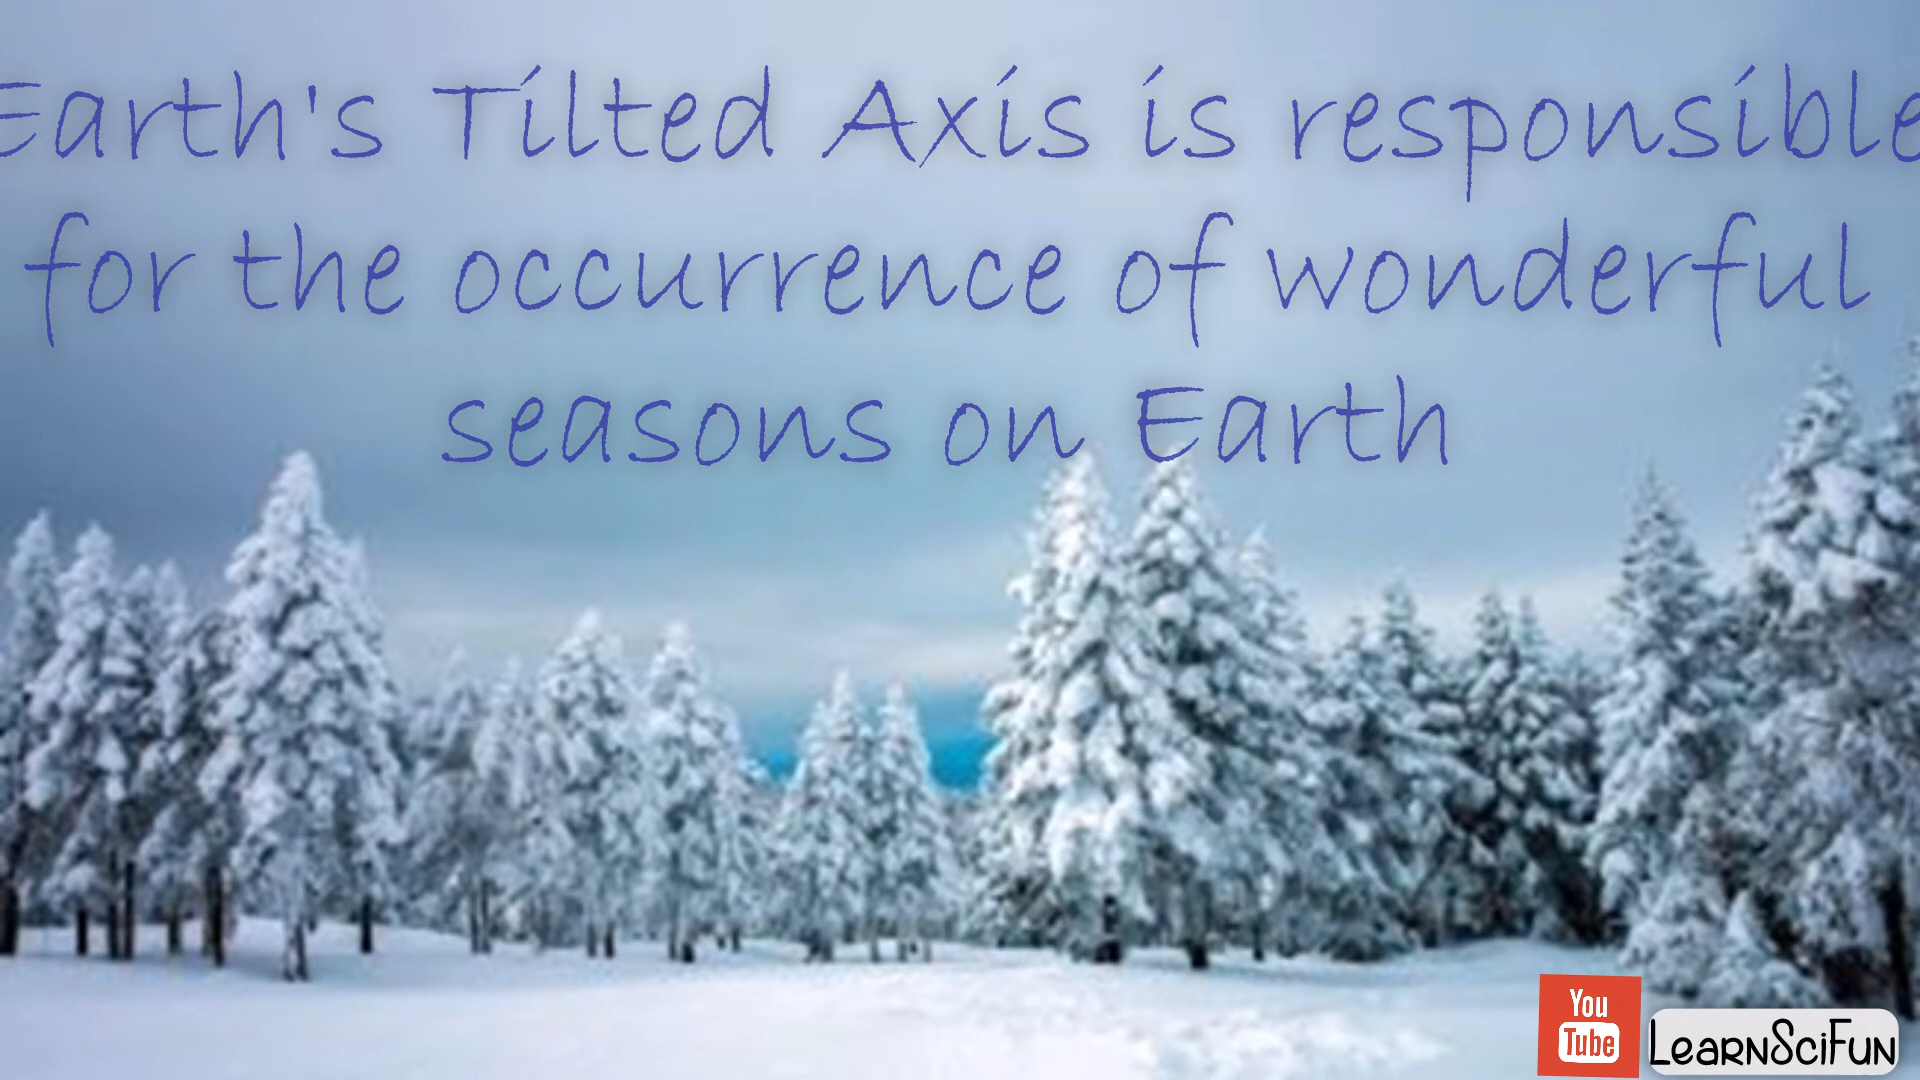 Earth's Tilted Axis is responsible
for the occurrence of wonderful
seasons on Earth
You
Tube
LearnSciFun